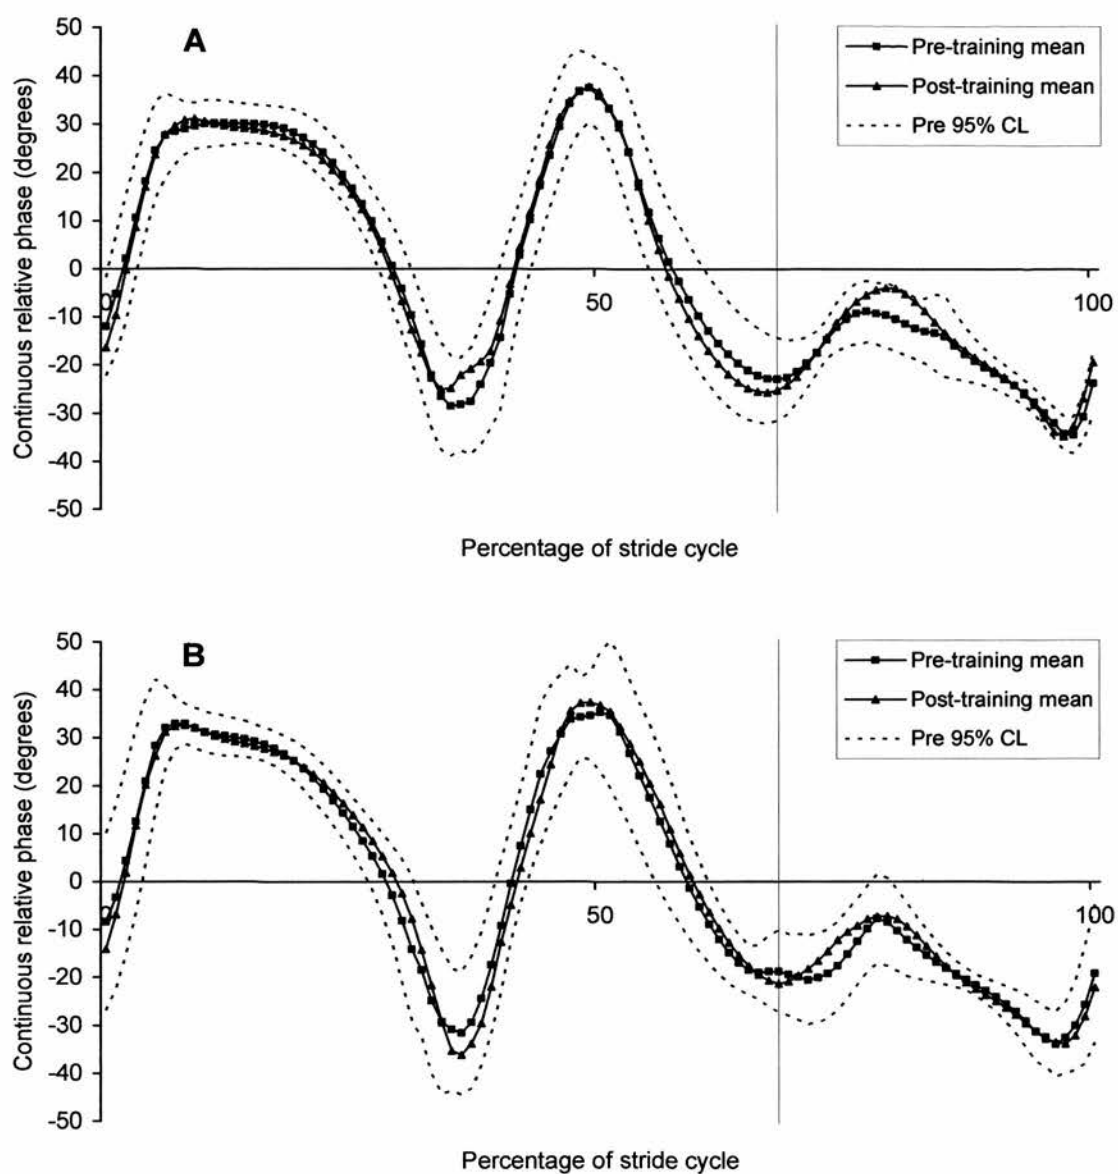 A
Pre-training mean
Post-training mean
Pre 95% CL
Continuous relative phase (degrees)
50
40
30
20
10
0
-10
-20
-30
-40
-50
0
50
100
Percentage of stride cycle
B
Pre-training mean
Post-training mean
Pre 95% CL
Continuous relative phase (degrees)
50
40
30
20
10
0
-10
-20
-30
-40
-50
0
50
100
Percentage of stride cycle